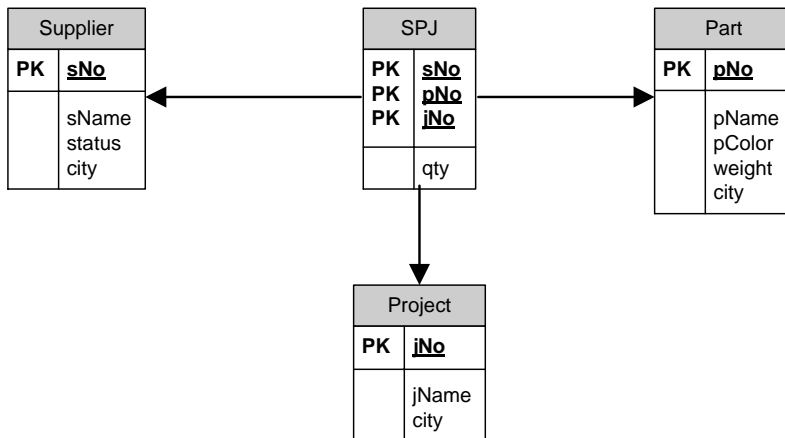 Supplier
PK sNo
sName
status
city
SPJ
PK sNo
PK pNo
PK jNo
qty
Part
PK pNo
pName
pColor
weight
city
Project
PK jNo
jName
city